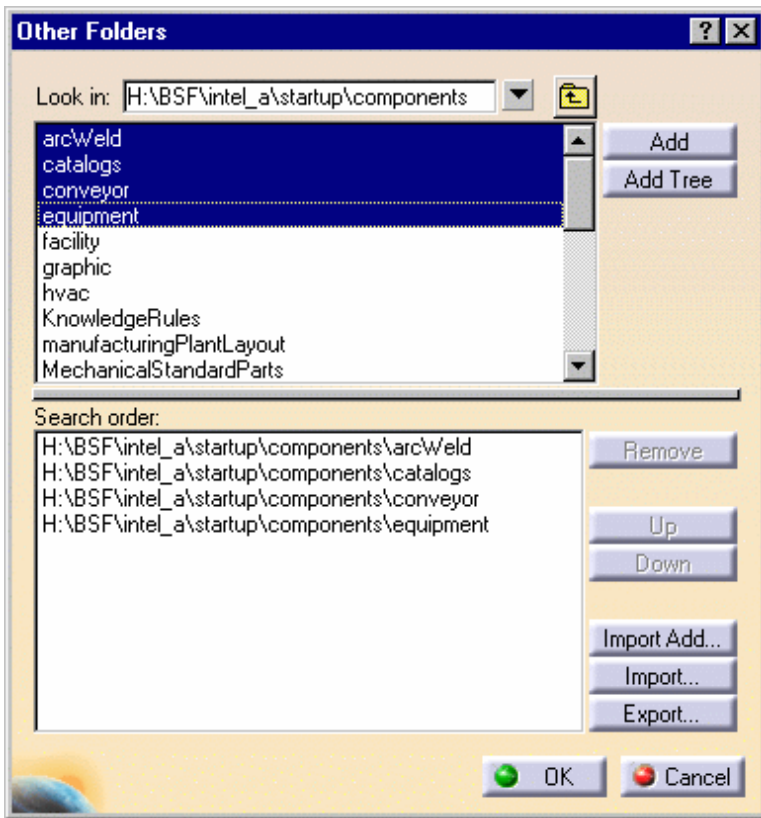 Other Folders
Look in: H:\BSF\intel_a\startup\components
arcWeld
catalogs
conveyor
equipment
facility
graphic
hvac
KnowledgeRules
manufacturingPlantLayout
MechanicalStandardParts
Add
Add Tree
Search order:
H:\BSF\intel_a\startup\components\arcWeld
H:\BSF\intel_a\startup\components\catalogs
H:\BSF\intel_a\startup\components\conveyor
H:\BSF\intel_a\startup\components\equipment
Remove
Up
Down
Import Add...
Import...
Export...
OK
Cancel